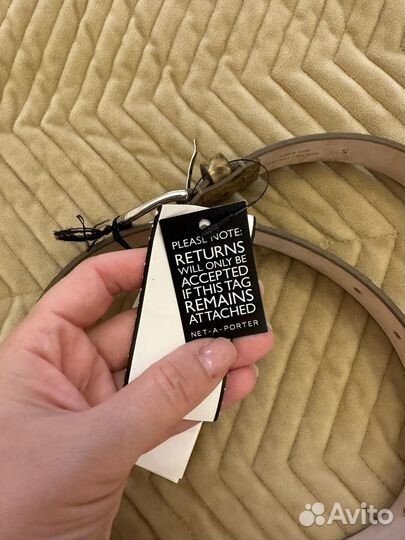 PLEASE NOTE:
RETURNS
WILL ONLY BE
ACCEPTED
IF THIS TAG
REMAINS
ATTACHED
NET-A-PORTER
S
Avito